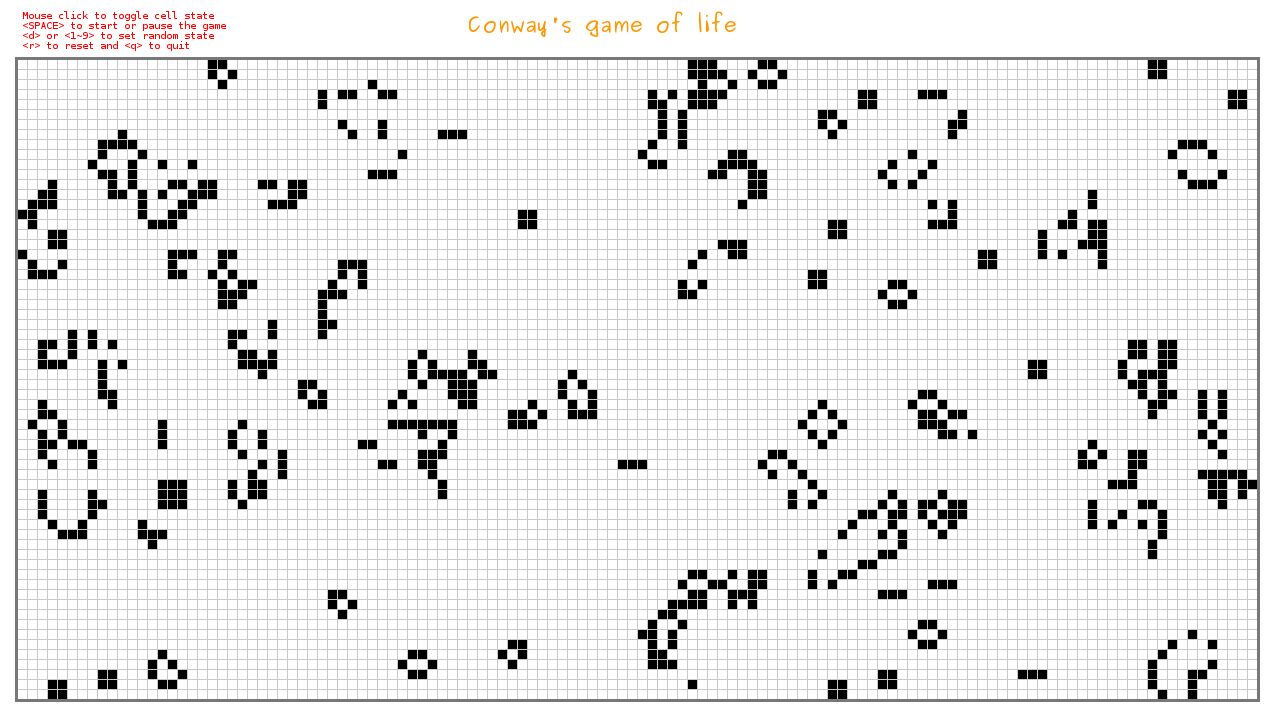 Mouse click to toggle cell state
<SPACE> to start or pause the game
<d> or <1~9> to set random state
<r> to reset and <q> to quit
Conway's game of life